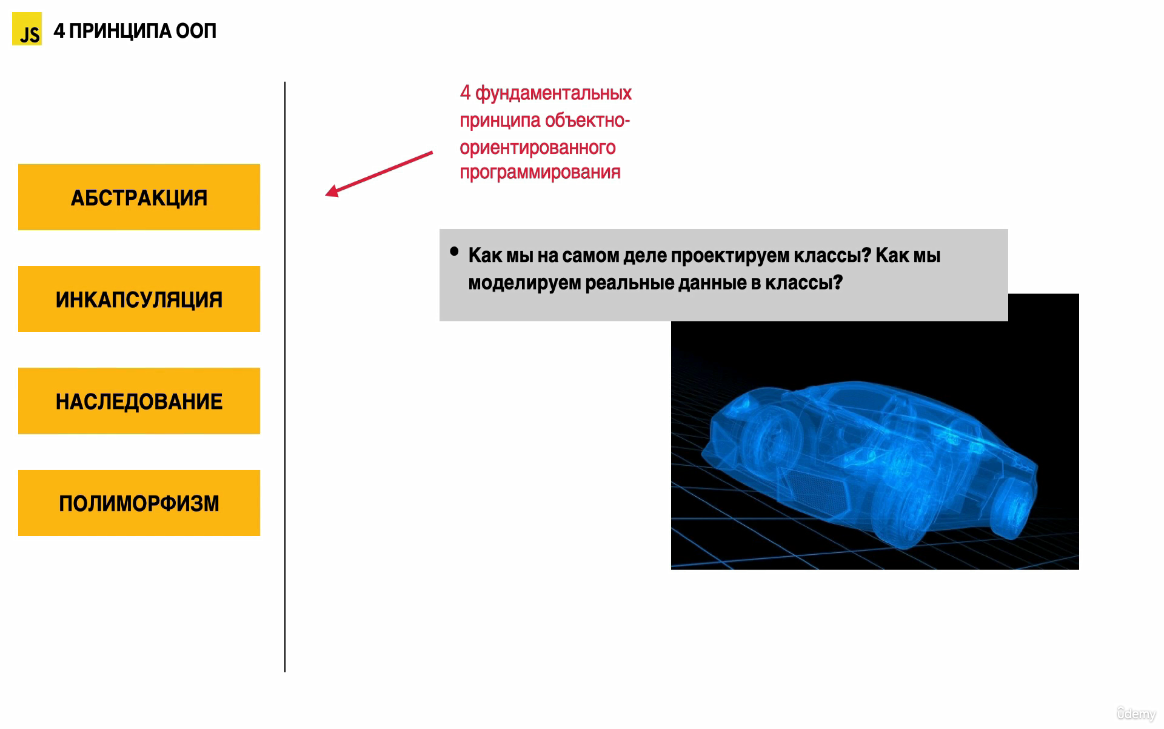 JS
4 ПРИНЦИПА ООП
4 фундаментальных
принципа объектно-
ориентированного
программирования
АБСТРАКЦИЯ
ИНКАПСУЛЯЦИЯ
НАСЛЕДОВАНИЕ
ПОЛИМОРФИЗМ
• Как мы на самом деле проектируем классы? Как мы
моделируем реальные данные в классы?
ûdemy